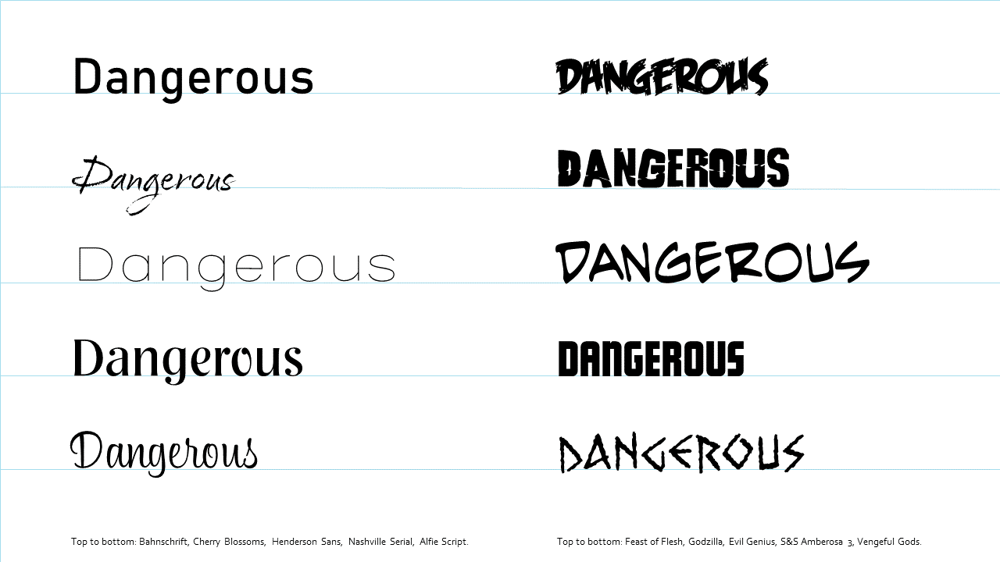 Dangerous
Dangerous
Dangerous
Dangerous
Dangerous
Top to bottom: Bahnschrift, Cherry Blossoms, Henderson Sans, Nashville Serial, Alfie Script.
DANGEROUS
DANGEROUS
DANGEROUS
DANGEROUS
DANGEROUS
Top to bottom: Feast of Flesh, Godzilla, Evil Genius, S&S Amberosa 3, Vengeful Gods.